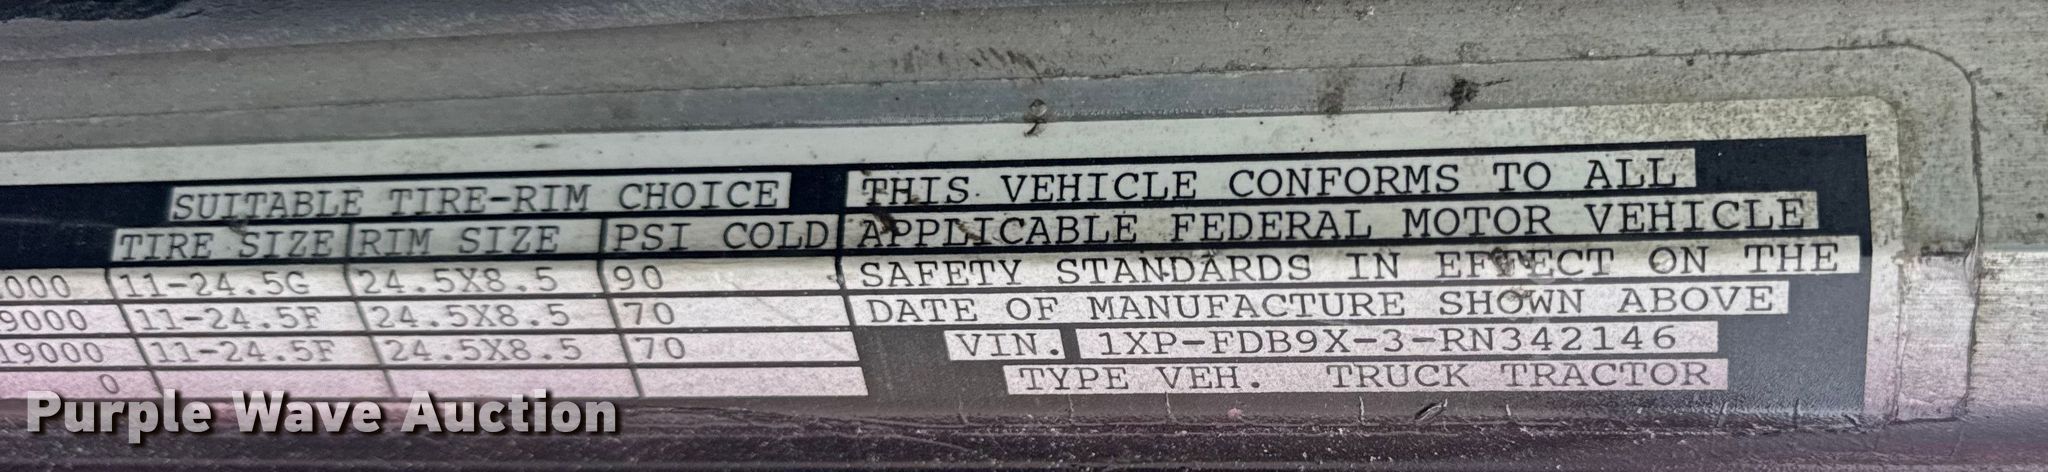 SUITABLE TIRE-RIM CHOICE
TIRE SIZE RIM SIZE PSI COLD
000 11-24.5G 24.5X8.5 90
9000 11-24.5F 24.5X8.5 70
19000 11-24.5F 24.5X8.5 70
0
THIS VEHICLE CONFORMS TO ALL
APPLICABLE FEDERAL MOTOR VEHICLE
SAFETY STANDARDS IN EFFECT ON THE
DATE OF MANUFACTURE SHOWN ABOVE
VIN. 1XP-FDB9X-3-RN342146
TYPE VEH. TRUCK TRACTOR
Purple Wave Auction